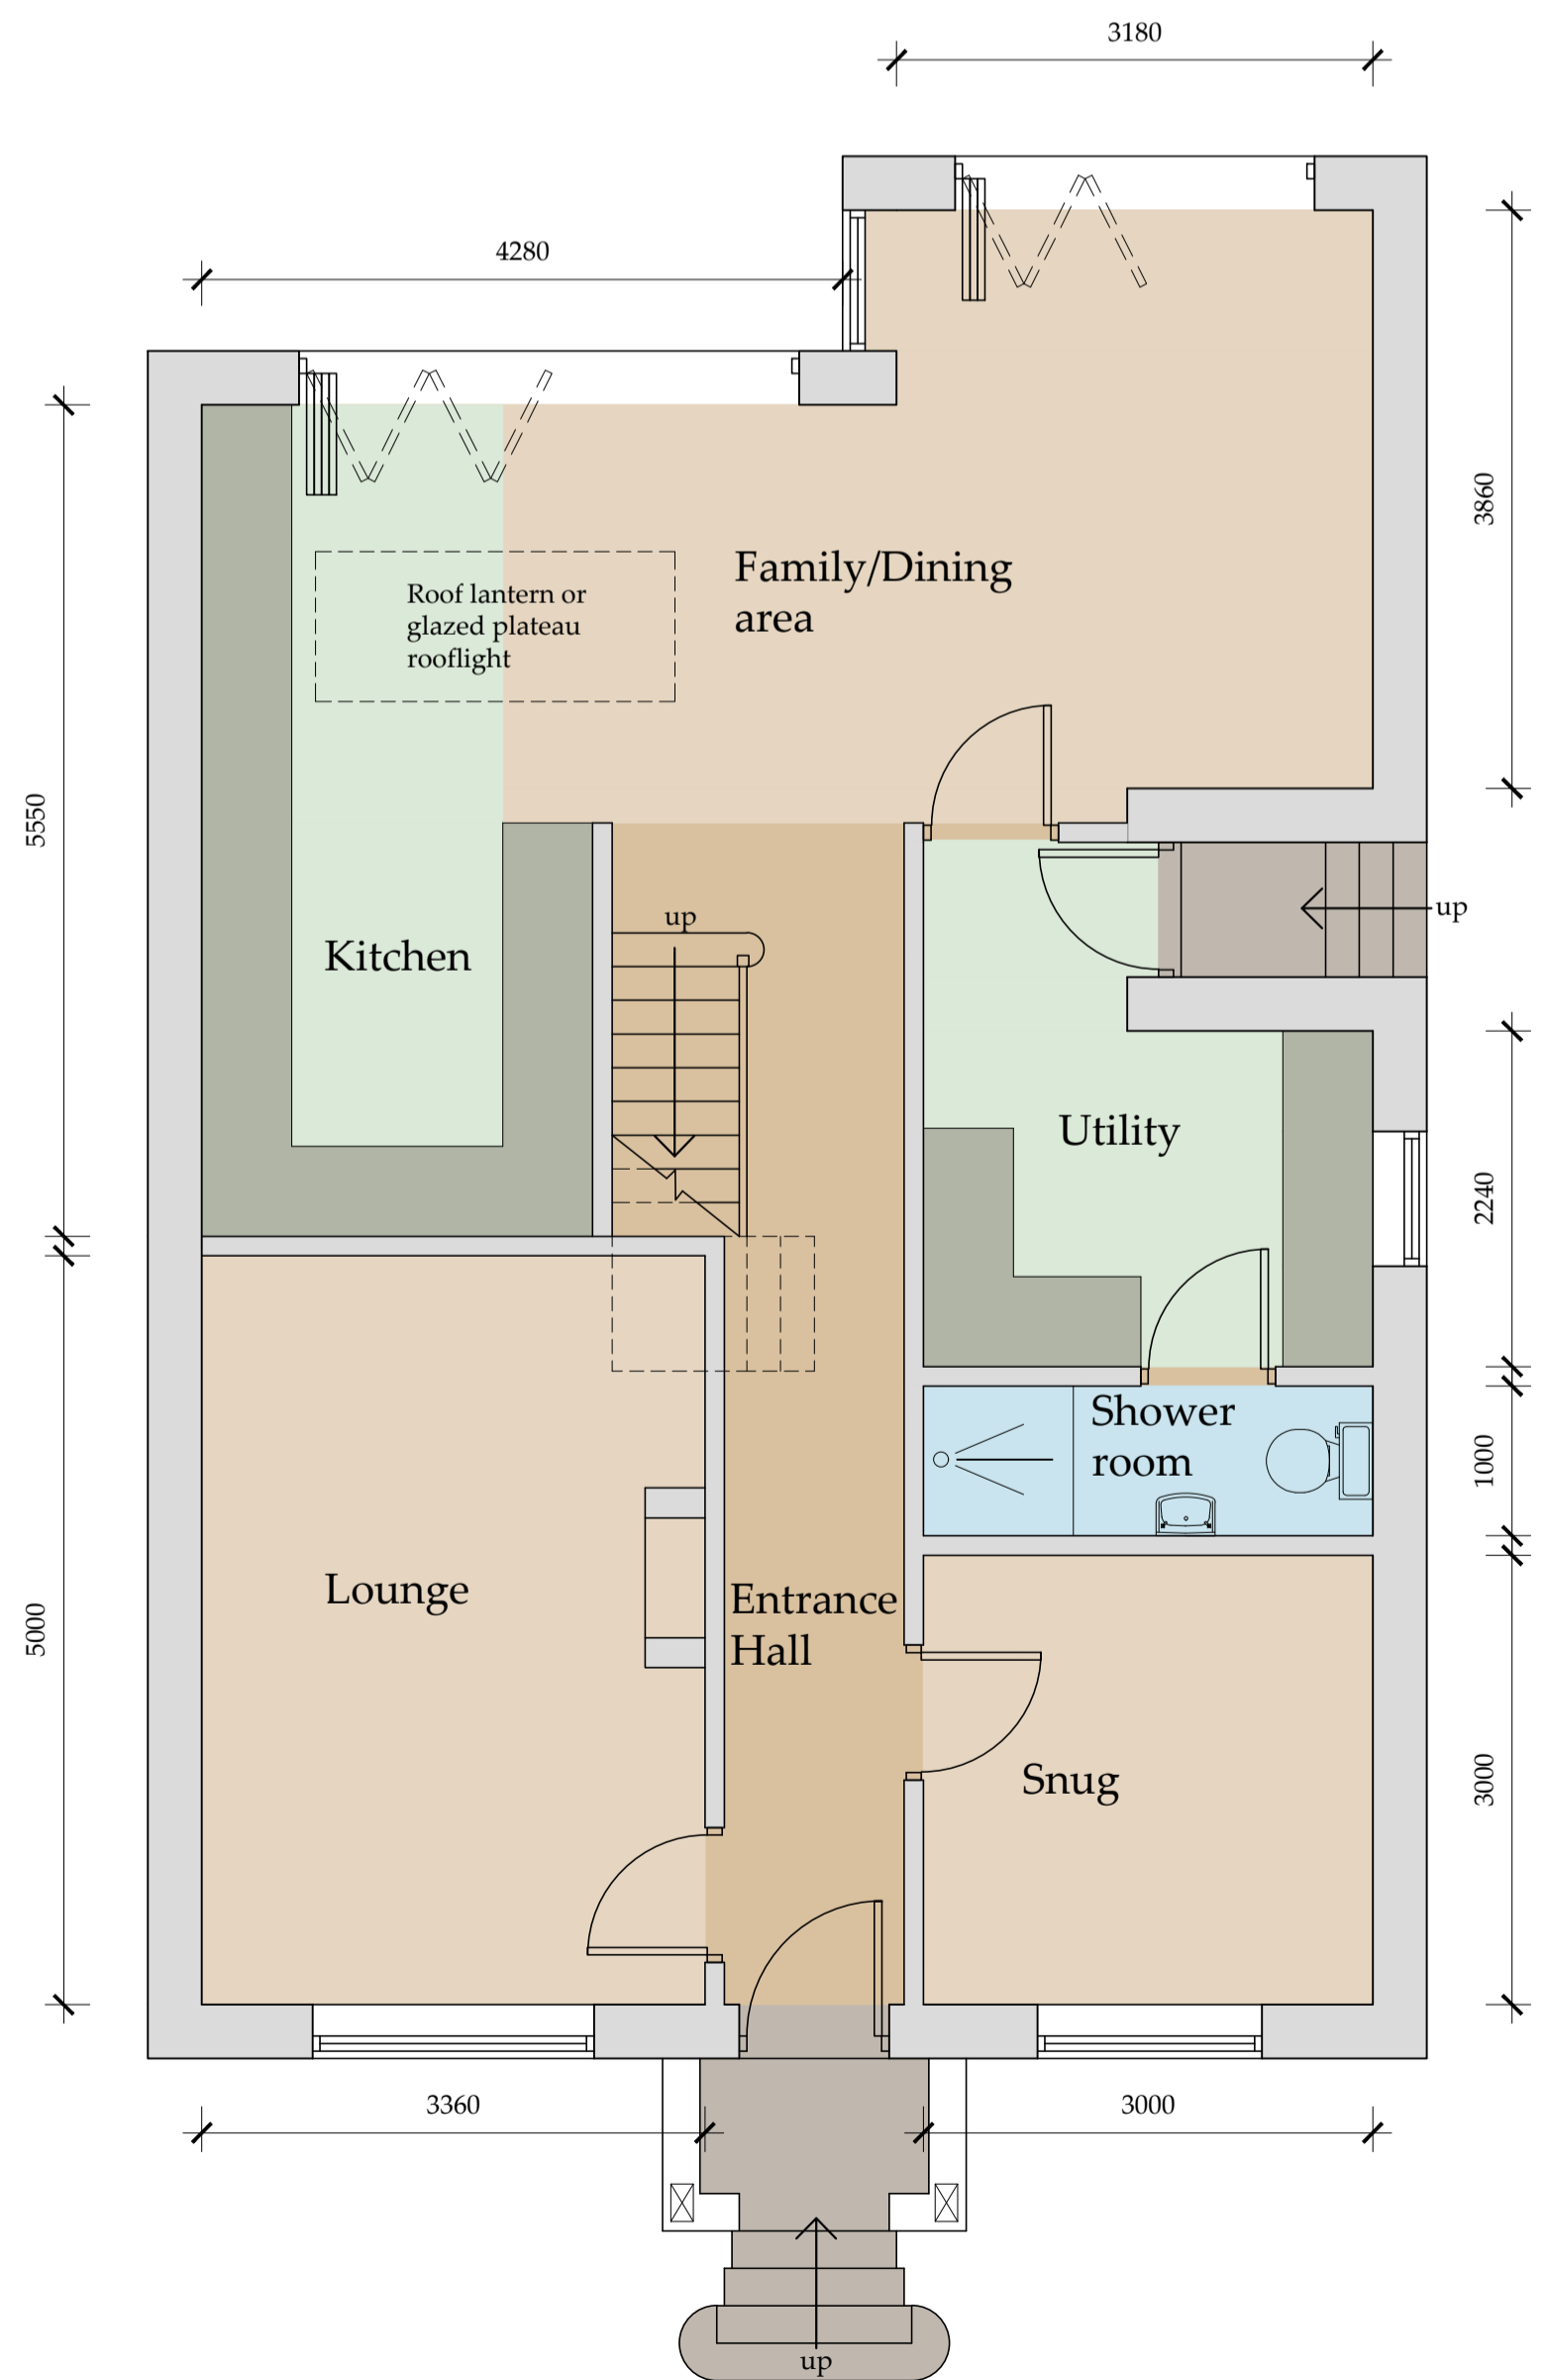 3180
4280
Family/Dining
area
Roof lantern or
glazed plateau
rooflight
3860
5550
up
up
Kitchen
Utility
2240
Shower
room
1000
Lounge
Entrance
Hall
5000
Snug
3000
3360
3000
up